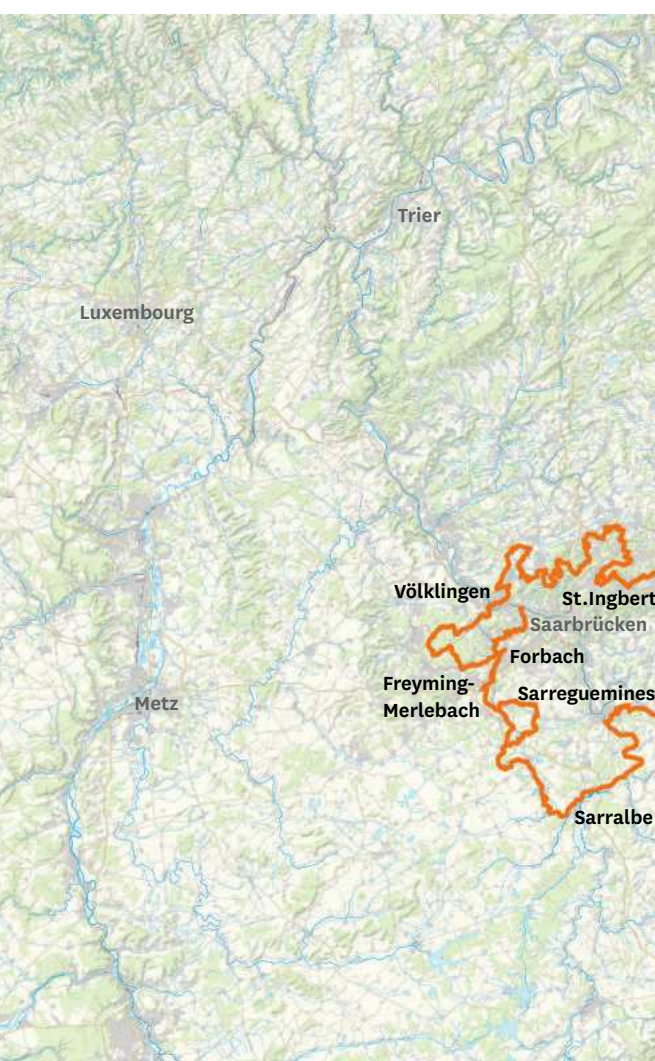 Trier
Luxembourg
Völklingen
St.Ingbert
Saarbrücken
Forbach
Freyming-
Merlebach
Sarreguemines
Metz
Sarralbe